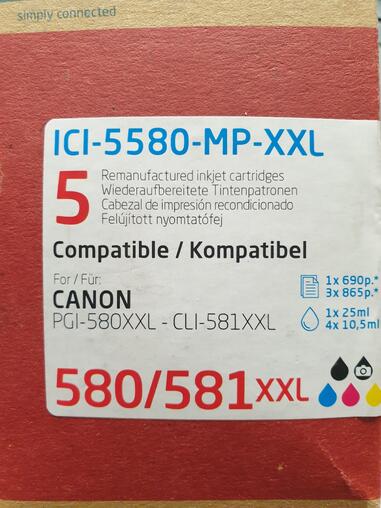 simply connected
ICI-5580-MP-XXL
5
Remanufactured inkjet cartridges
Wiederaufbereitete Tintenpatronen
Cabezal de impresión recondicionado
Felújított nyomtatófej
Compatible / Kompatibel
For / Für:
CANON
PGI-580XXL - CLI-581XXL
1x 690p.*
3x 865p.*
1x 25ml
4x 10,5ml
580/581XXL